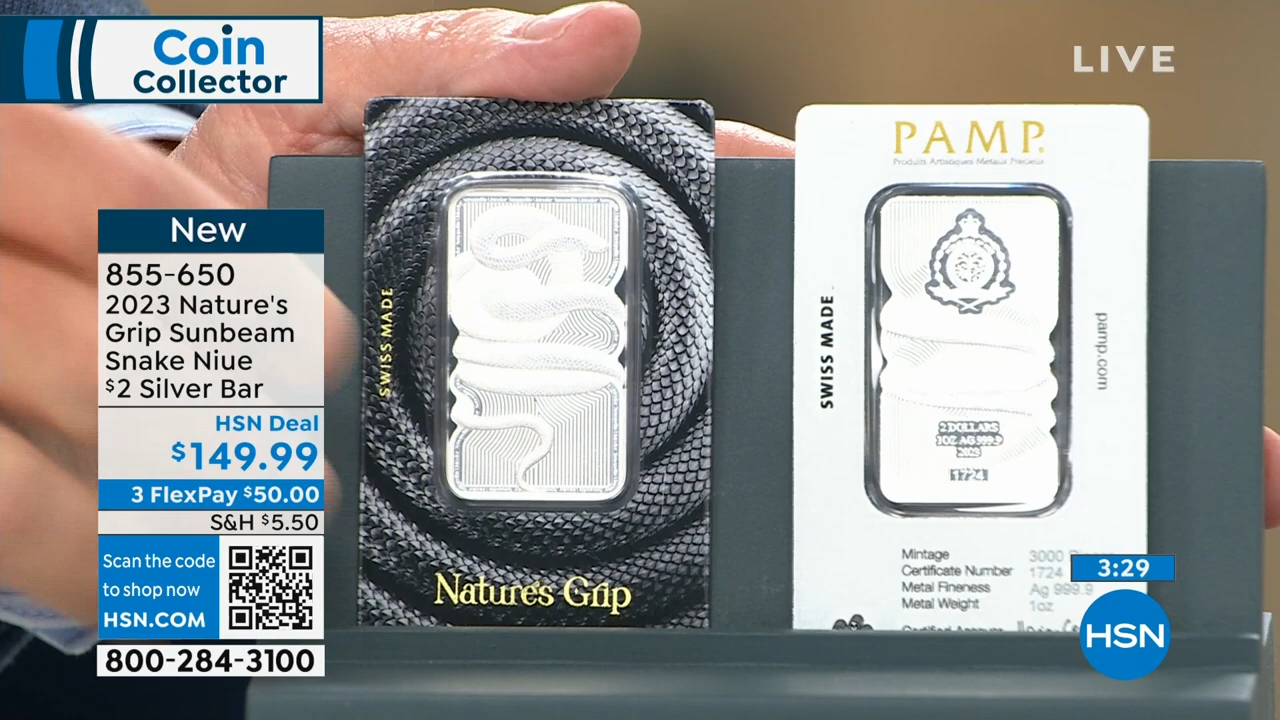 Coin
Collector
LIVE
New
855-650
2023 Nature's
Grip Sunbeam
Snake Niue
$2 Silver Bar
HSN Deal
$149.99
3 FlexPay $50.00
S&H $5.50
Scan the code
to shop now
HSN.COM
800-284-3100
SWISS MADE
Nature's Grip
PAMP.
Produits Artistiques Métaux Précieux
SWISS MADE
pamp.com
2 DOLLARS
1OZ AG 999.9
2023
1724
Mintage 3000
Certificate Number 1724
Metal Fineness Ag 999.9
Metal Weight 1oz
3:29
HSN